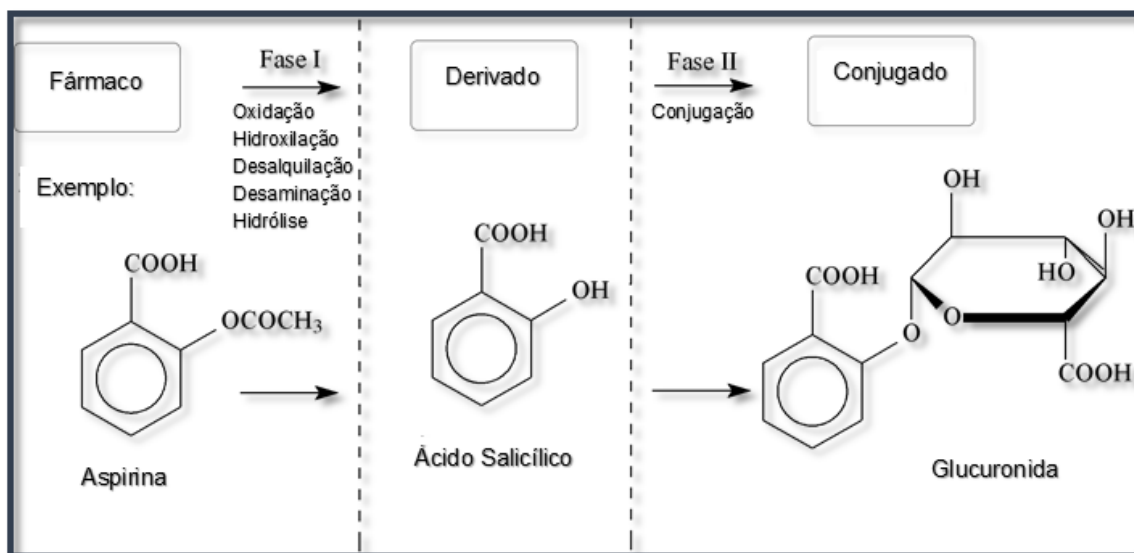 Fármaco
Fase I
Oxidação
Hidroxilação
Desalquilação
Desaminação
Hidrólise
Derivado
Fase II
Conjugação
Conjugado
Exemplo:
COOH
OCOCH3
Aspirina
COOH
OH
Ácido Salicílico
COOH
O
O
OH
OH
HO
COOH
Glucuronida